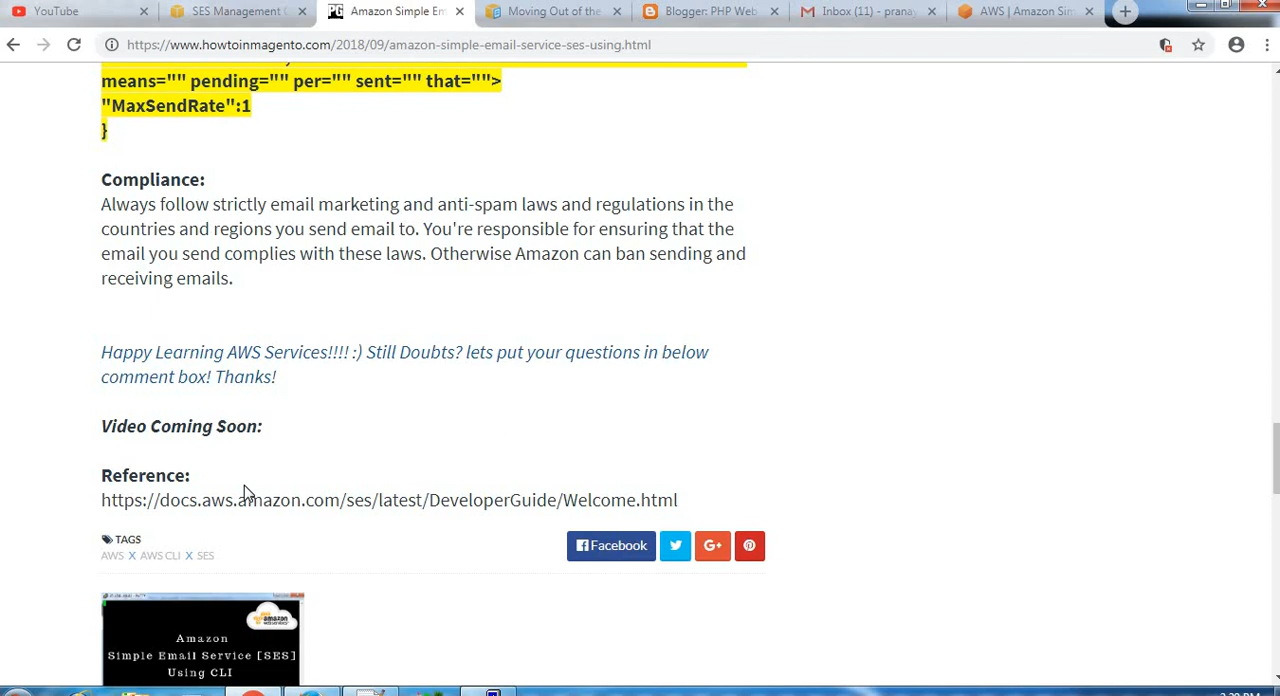 YouTube
SES Management C
Amazon Simple Em
Moving Out of the
Blogger: PHP Web
Inbox (11) - pranay
AWS | Amazon Sim
https://www.howtoinmagento.com/2018/09/amazon-simple-email-service-ses-using.html
means="" pending="" per="" sent="" that="">
"MaxSendRate":1
}
Compliance:
Always follow strictly email marketing and anti-spam laws and regulations in the
countries and regions you send email to. You're responsible for ensuring that the
email you send complies with these laws. Otherwise Amazon can ban sending and
receiving emails.
Happy Learning AWS Services!!!! :) Still Doubts? lets put your questions in below
comment box! Thanks!
Video Coming Soon:
Reference:
https://docs.aws.amazon.com/ses/latest/DeveloperGuide/Welcome.html
TAGS
AWS X AWS CLI X SES
Facebook
G+
amazon
Amazon
Simple Email Service [SES]
Using CLI